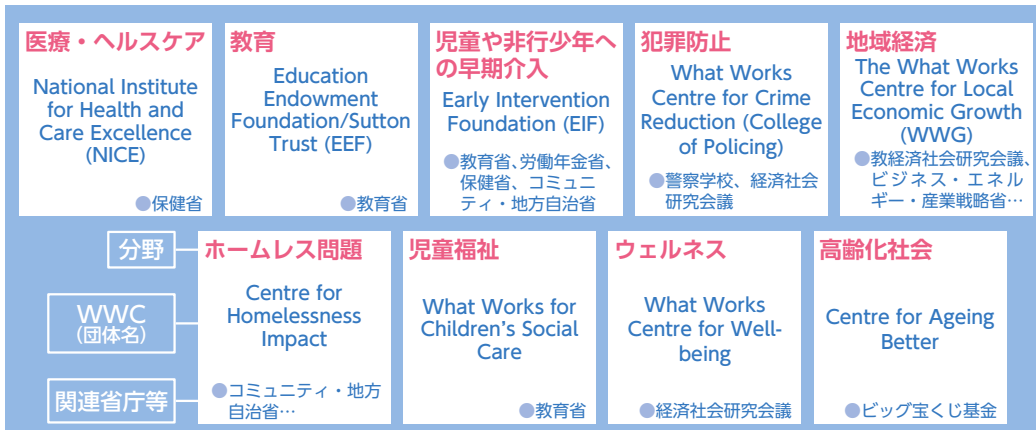 医療・ヘルスケア
National Institute
for Health and
Care Excellence
(NICE)
●保健省
教育
Education
Endowment
Foundation/Sutton
Trust (EEF)
●教育省
児童や非行少年へ
の早期介入
Early Intervention
Foundation (EIF)
●教育省、労働年金省、
保健省、コミュニ
ティ・地方自治省
犯罪防止
What Works
Centre for Crime
Reduction (College
of Policing)
●警察学校、経済社会
研究会議
地域経済
The What Works
Centre for Local
Economic Growth
(WWG)
●教経済社会研究会議、
ビジネス・エネル
ギー・産業戦略省…
分野
WWC
(団体名)
関連省庁等
ホームレス問題
Centre for
Homelessness
Impact
●コミュニティ・地方
自治省…
児童福祉
What Works for
Children's Social
Care
●教育省
ウェルネス
What Works
Centre for Well-
being
●経済社会研究会議
高齢化社会
Centre for Ageing
Better
●ビッグ宝くじ基金